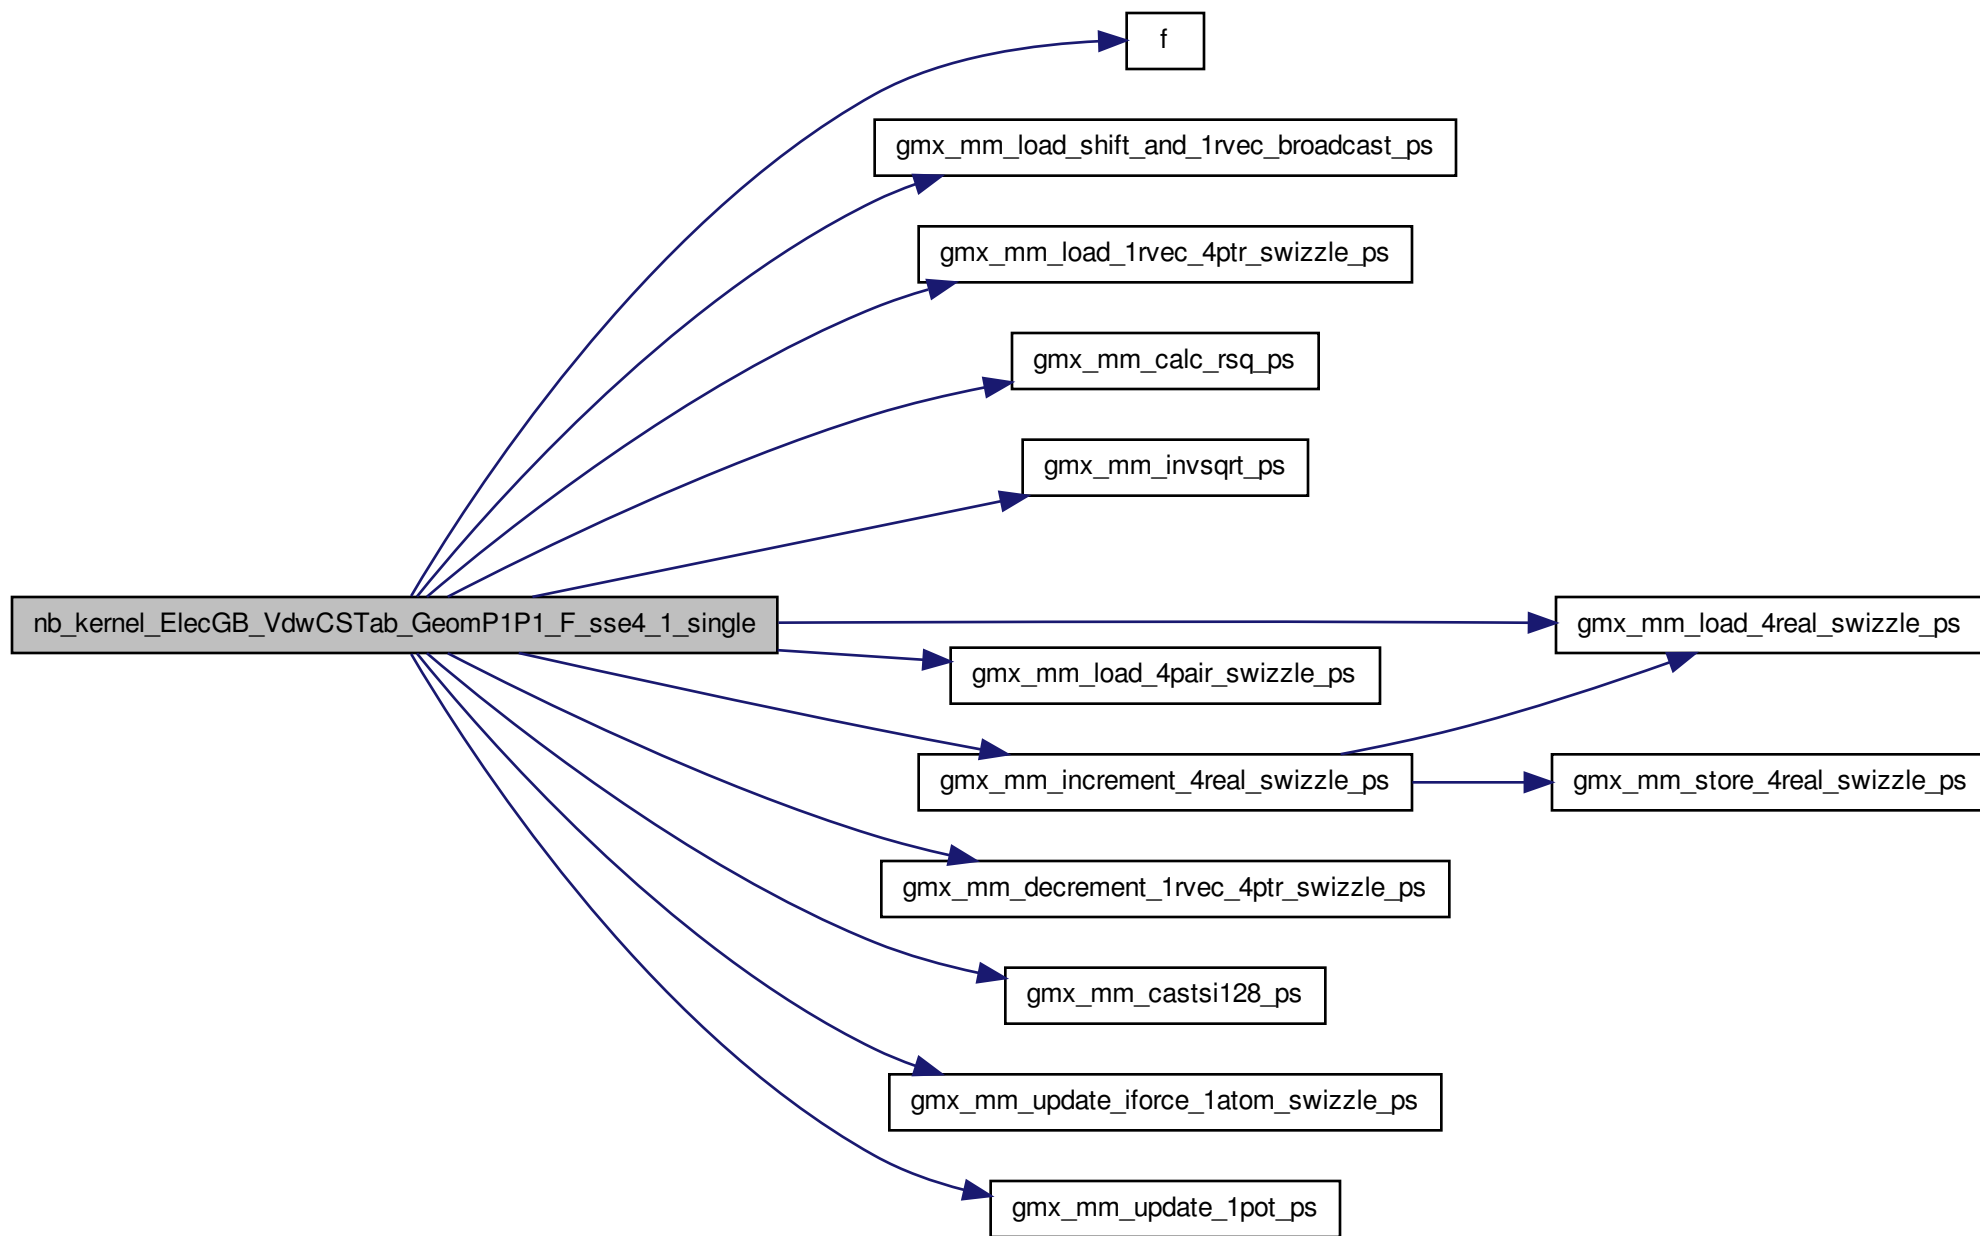 f
gmx_mm_load_shift_and_1rvec_broadcast_ps
gmx_mm_load_1rvec_4ptr_swizzle_ps
gmx_mm_calc_rsq_ps
gmx_mm_invsqrt_ps
nb_kernel_ElecGB_VdwCSTab_GeomP1P1_F_sse4_1_single
gmx_mm_load_4real_swizzle_ps
gmx_mm_load_4pair_swizzle_ps
gmx_mm_increment_4real_swizzle_ps
gmx_mm_store_4real_swizzle_ps
gmx_mm_decrement_1rvec_4ptr_swizzle_ps
gmx_mm_castsi128_ps
gmx_mm_update_iforce_1atom_swizzle_ps
gmx_mm_update_1pot_ps